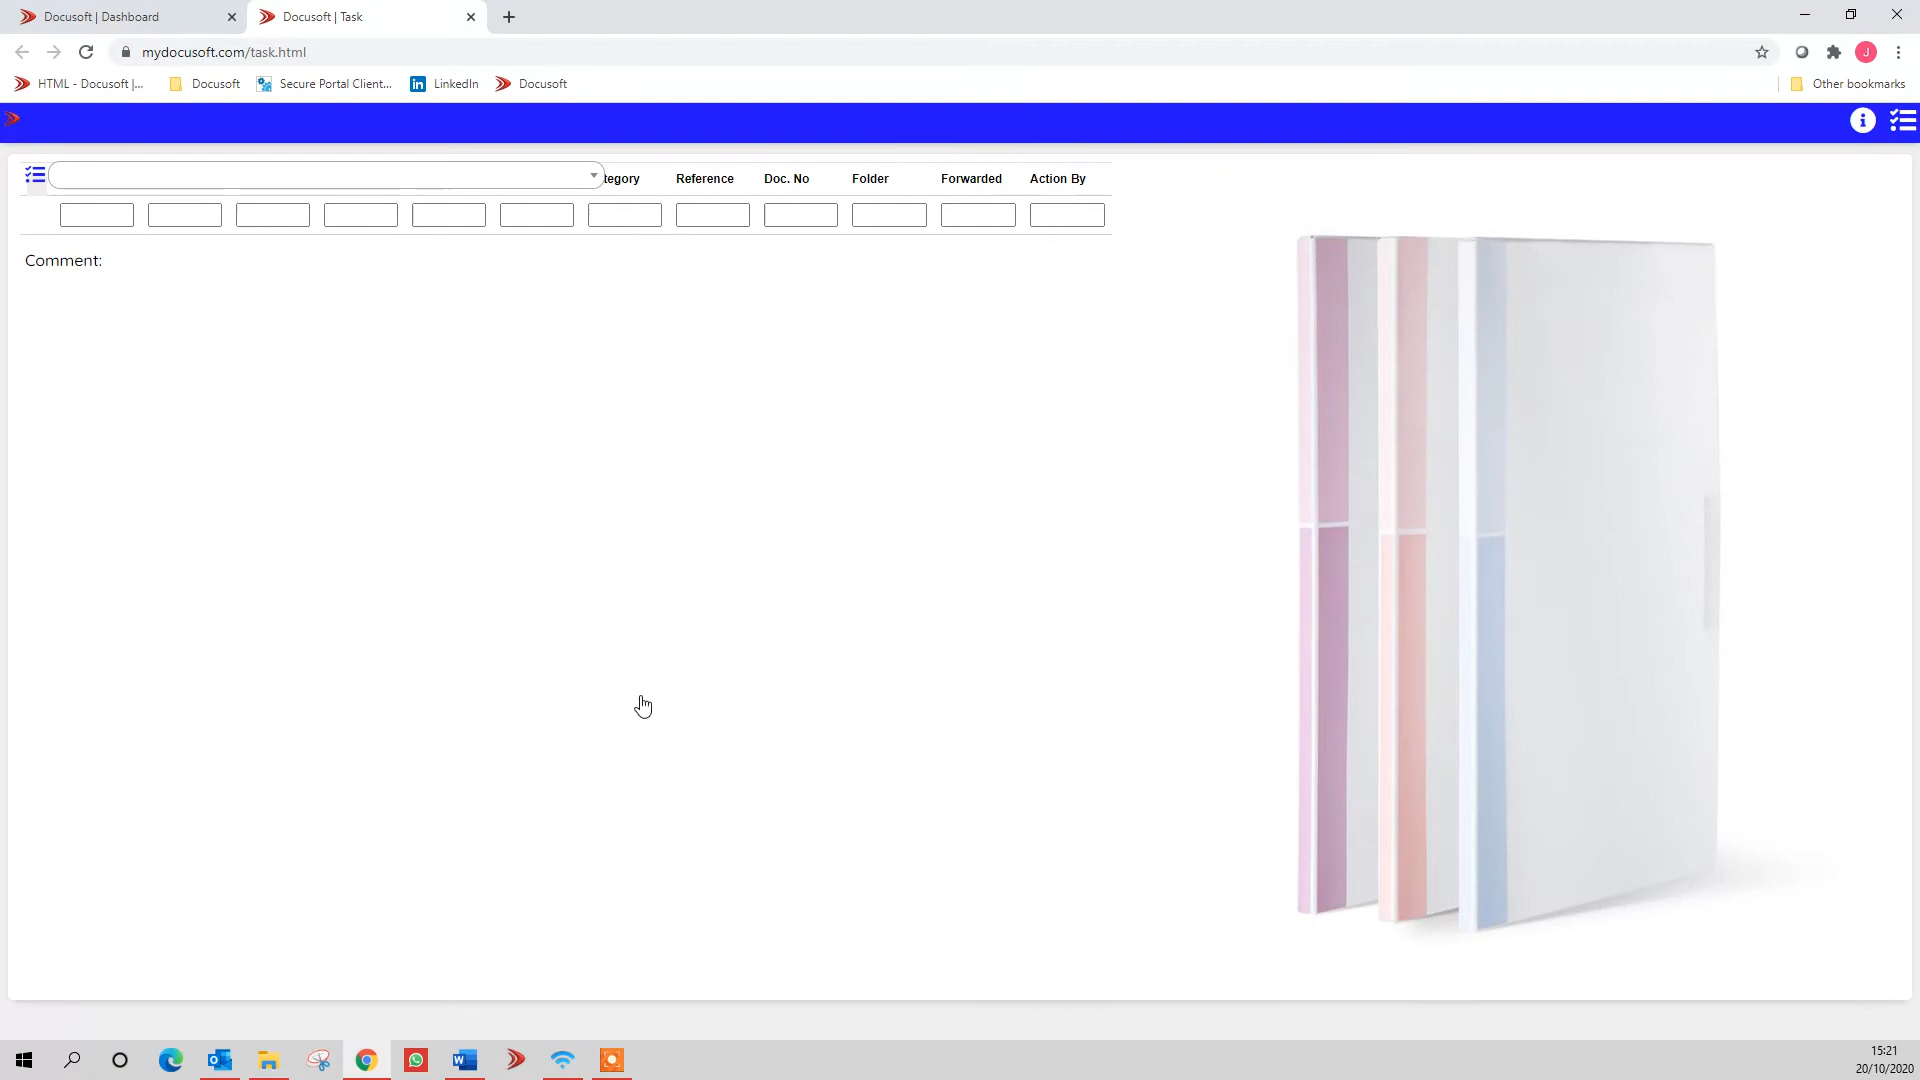 Docusoft | Dashboard
Docusoft | Task
mydocusoft.com/task.html
J
HTML - Docusoft |...
Docusoft
Secure Portal Client...
LinkedIn
Docusoft
Other bookmarks
tegory
Reference
Doc. No
Folder
Forwarded
Action By
Comment:
15:21
20/10/2020